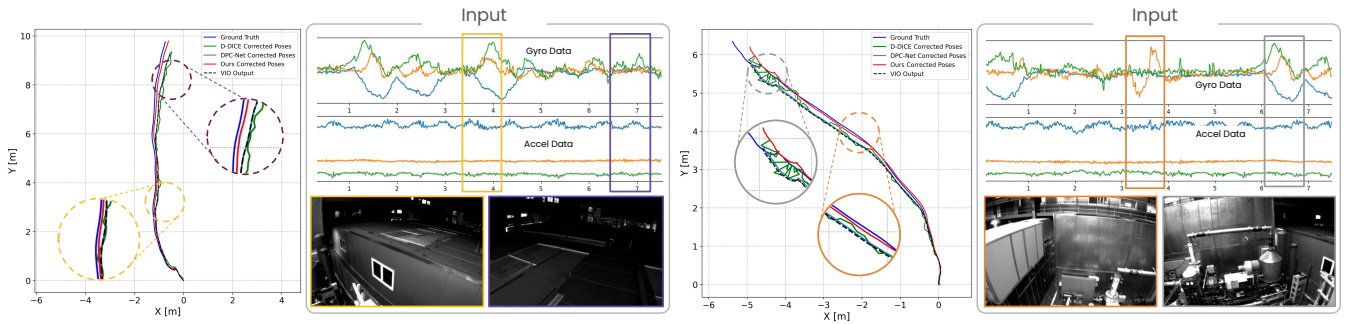 Input
Input
10
8
6
4
2
0
Y [m]
−6
−4
−2
0
2
4
X [m]
Ground Truth
D-DICE Corrected Poses
DPC-Net Corrected Poses
Ours Corrected Poses
VIO Output
Gyro Data
1
2
3
4
5
6
7
Accel Data
1
2
3
4
5
6
7
6
5
4
3
2
1
0
Y [m]
−6
−5
−4
−3
−2
−1
0
X [m]
Ground Truth
D-DICE Corrected Poses
DPC-Net Corrected Poses
Ours Corrected Poses
VIO Output
Gyro Data
1
2
3
4
5
6
7
Accel Data
1
2
3
4
5
6
7